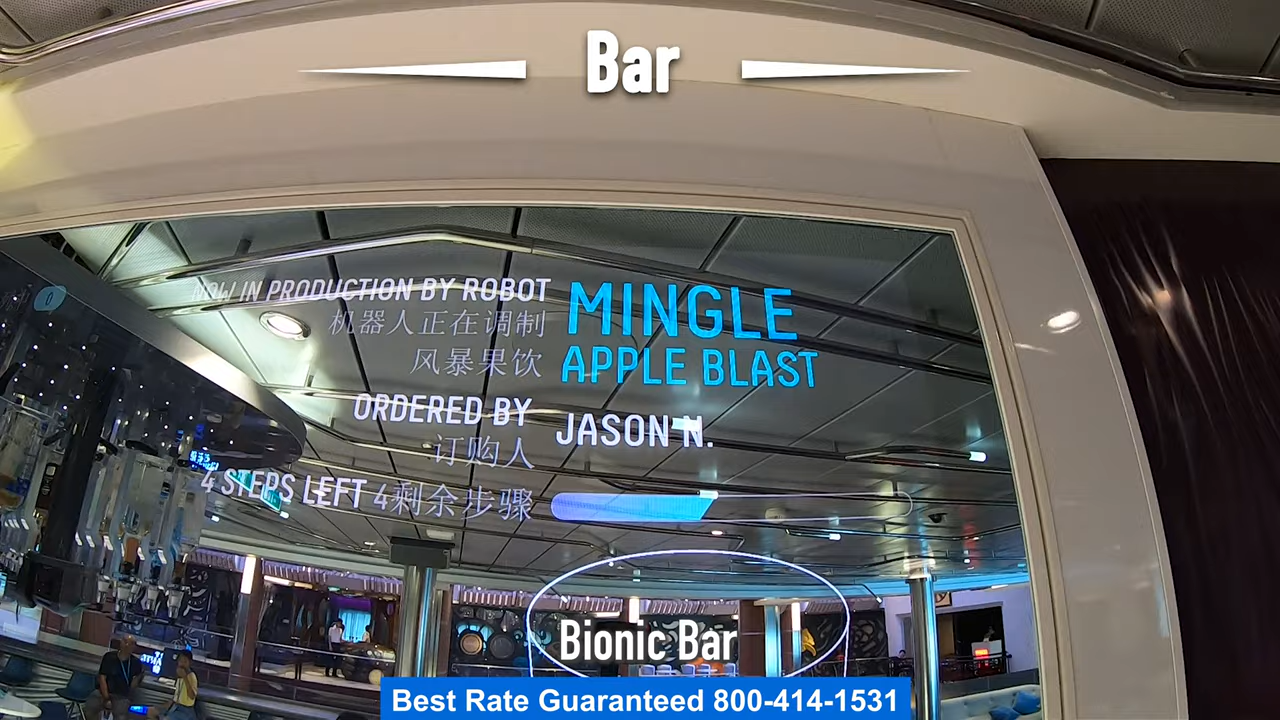 Bar
NOW IN PRODUCTION BY ROBOT
机器人正在调制
风暴果饮
MINGLE
APPLE BLAST
ORDERED BY
订购人
JASON N.
4 STEPS LEFT 4剩余步骤
Bionic Bar
Best Rate Guaranteed 800-414-1531